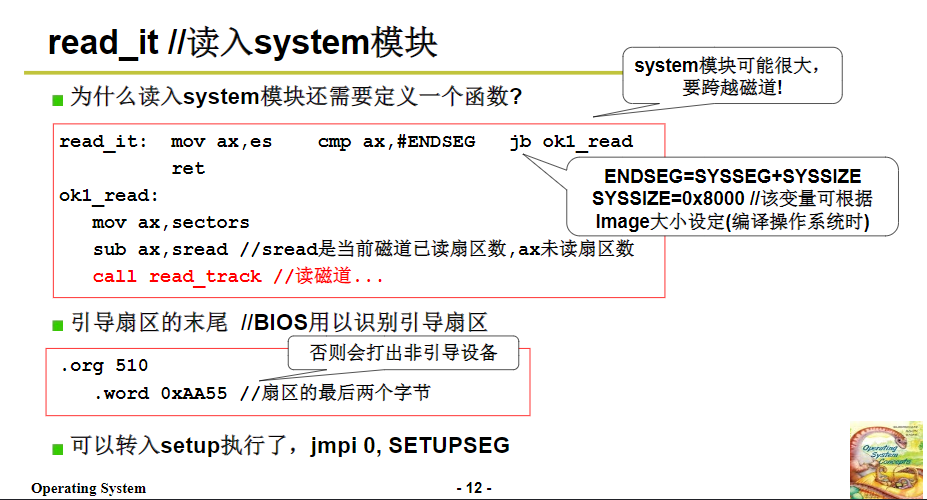 read_it //读入system模块
system模块可能很大，
要跨越磁道!
为什么读入system模块还需要定义一个函数?
read_it: mov ax,es cmp ax,#ENDSEG jb ok1_read
ret
ENDSEG=SYSSEG+SYSSIZE
SYSSIZE=0x8000 //该变量可根据
Image大小设定(编译操作系统时)
ok1_read:
mov ax,sectors
sub ax,sread //sread是当前磁道已读扇区数,ax未读扇区数
call read_track //读磁道...
引导扇区的末尾 //BIOS用以识别引导扇区
否则会打出非引导设备
.org 510
.word 0xAA55 //扇区的最后两个字节
可以转入setup执行了，jmpi 0, SETUPSEG
Operating System
Concepts
Operating System
- 12 -